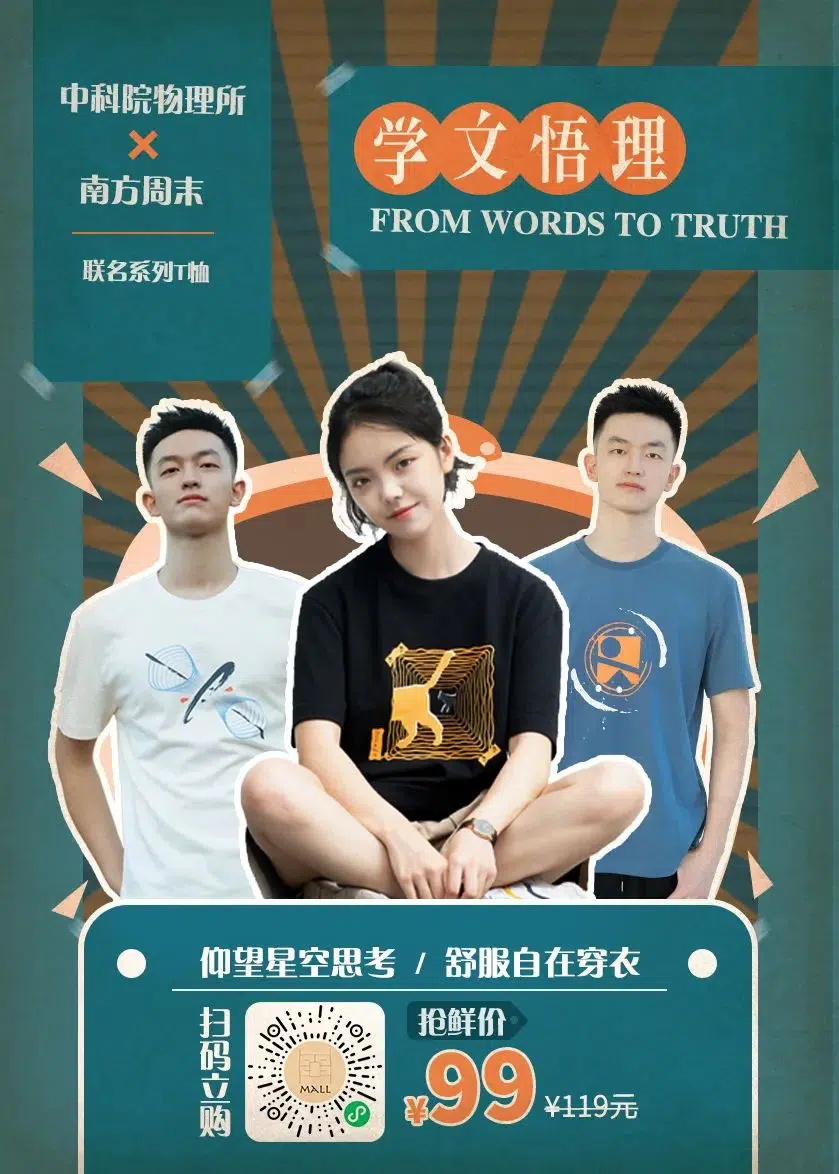 中科院物理所
×
南方周末
联名系列T恤
学文悟理
FROM WORDS TO TRUTH
仰望星空思考 / 舒服自在穿衣
扫码立购
MALL
抢鲜价
¥99
¥119元